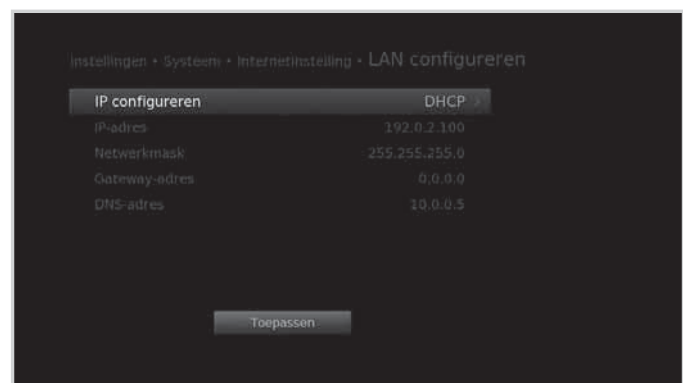 Instellingen • Systeem • Internetinstelling • LAN configureren
IP configureren DHCP ›
IP-adres 192.0.2.100
Netwerkmask 255.255.255.0
Gateway-adres 0.0.0.0
DNS-adres 10.0.0.5
Toepassen